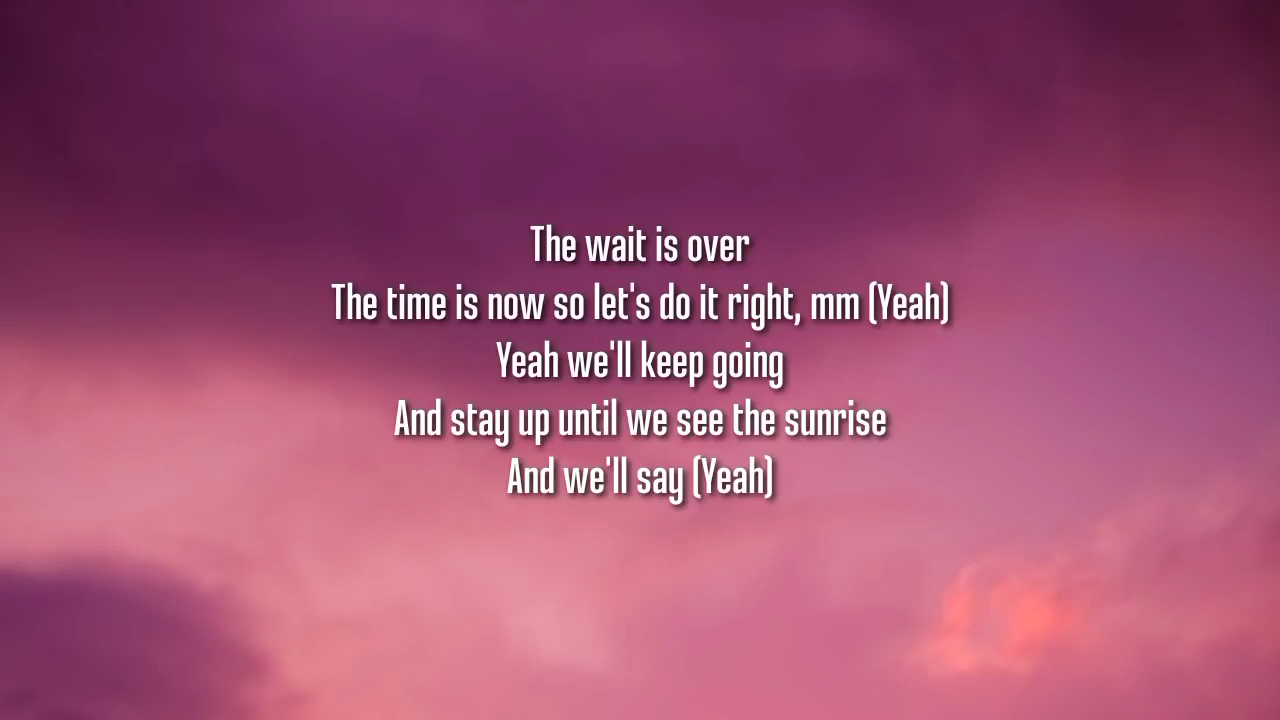 The wait is over
The time is now so let's do it right, mm (Yeah)
Yeah we'll keep going
And stay up until we see the sunrise
And we'll say (Yeah)